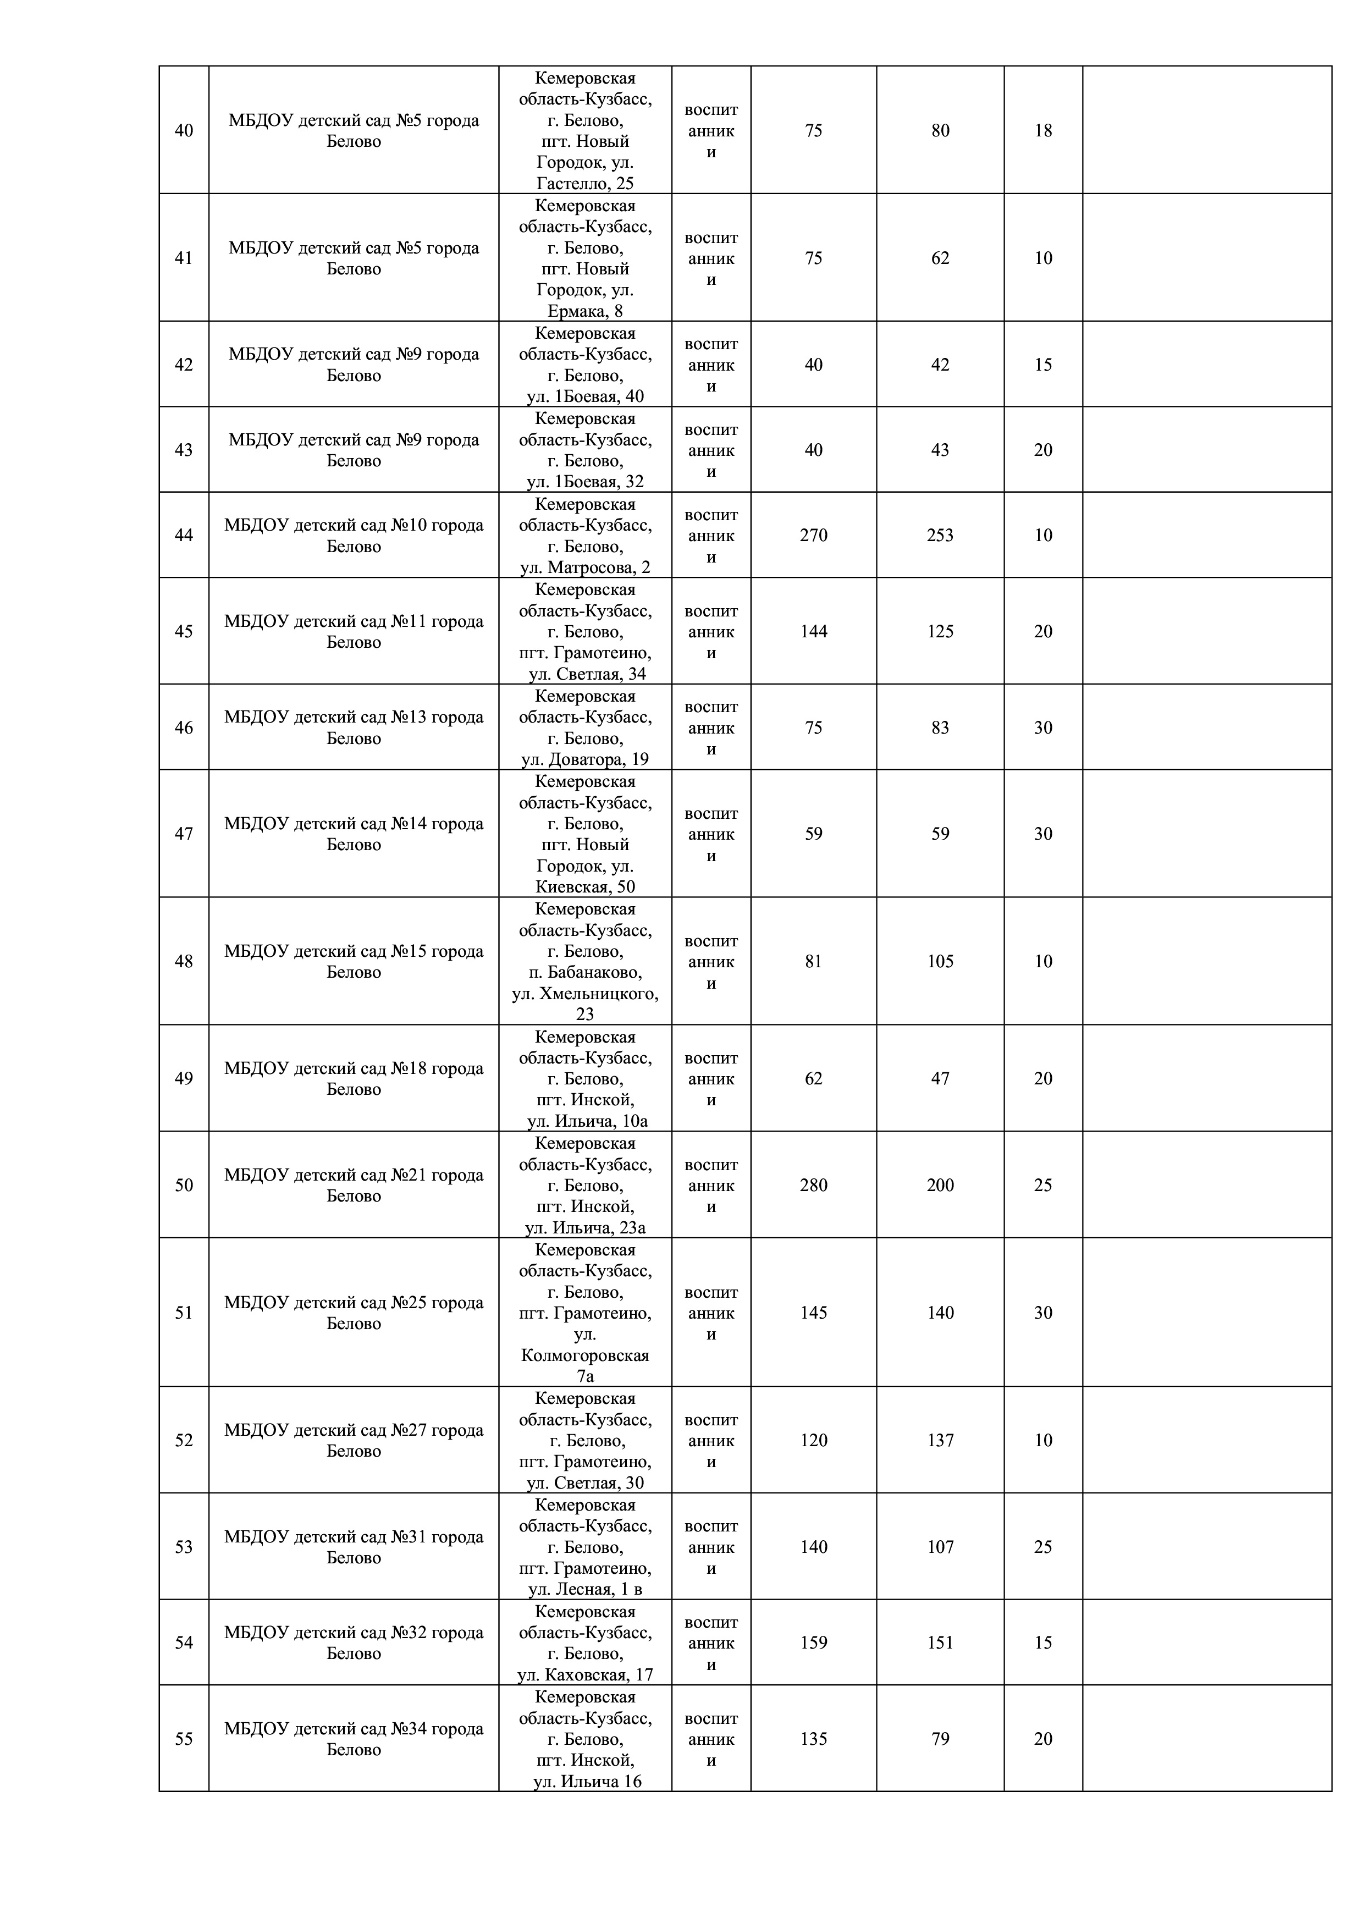 40
МБДОУ детский сад №5 города
Белово
Кемеровская
область-Кузбасс,
г. Белово,
пгт. Новый
Городок, ул.
Гастелло, 25
воспит
анник
и
75
80
18
41
МБДОУ детский сад №5 города
Белово
Кемеровская
область-Кузбасс,
г. Белово,
пгт. Новый
Городок, ул.
Ермака, 8
воспит
анник
и
75
62
10
42
МБДОУ детский сад №9 города
Белово
Кемеровская
область-Кузбасс,
г. Белово,
ул. 1Боевая, 40
воспит
анник
и
40
42
15
43
МБДОУ детский сад №9 города
Белово
Кемеровская
область-Кузбасс,
г. Белово,
ул. 1Боевая, 32
воспит
анник
и
40
43
20
44
МБДОУ детский сад №10 города
Белово
Кемеровская
область-Кузбасс,
г. Белово,
ул. Матросова, 2
воспит
анник
и
270
253
10
45
МБДОУ детский сад №11 города
Белово
Кемеровская
область-Кузбасс,
г. Белово,
пгт. Грамотеино,
ул. Светлая, 34
воспит
анник
и
144
125
20
46
МБДОУ детский сад №13 города
Белово
Кемеровская
область-Кузбасс,
г. Белово,
ул. Доватора, 19
воспит
анник
и
75
83
30
47
МБДОУ детский сад №14 города
Белово
Кемеровская
область-Кузбасс,
г. Белово,
пгт. Новый
Городок, ул.
Киевская, 50
воспит
анник
и
59
59
30
48
МБДОУ детский сад №15 города
Белово
Кемеровская
область-Кузбасс,
г. Белово,
п. Бабанаково,
ул. Хмельницкого,
23
воспит
анник
и
81
105
10
49
МБДОУ детский сад №18 города
Белово
Кемеровская
область-Кузбасс,
г. Белово,
пгт. Инской,
ул. Ильича, 10а
воспит
анник
и
62
47
20
50
МБДОУ детский сад №21 города
Белово
Кемеровская
область-Кузбасс,
г. Белово,
пгт. Инской,
ул. Ильича, 23а
воспит
анник
и
280
200
25
51
МБДОУ детский сад №25 города
Белово
Кемеровская
область-Кузбасс,
г. Белово,
пгт. Грамотеино,
ул.
Колмогоровская
7а
воспит
анник
и
145
140
30
52
МБДОУ детский сад №27 города
Белово
Кемеровская
область-Кузбасс,
г. Белово,
пгт. Грамотеино,
ул. Светлая, 30
воспит
анник
и
120
137
10
53
МБДОУ детский сад №31 города
Белово
Кемеровская
область-Кузбасс,
г. Белово,
пгт. Грамотеино,
ул. Лесная, 1 в
воспит
анник
и
140
107
25
54
МБДОУ детский сад №32 города
Белово
Кемеровская
область-Кузбасс,
г. Белово,
ул. Каховская, 17
воспит
анник
и
159
151
15
55
МБДОУ детский сад №34 города
Белово
Кемеровская
область-Кузбасс,
г. Белово,
пгт. Инской,
ул. Ильича 16
воспит
анник
и
135
79
20